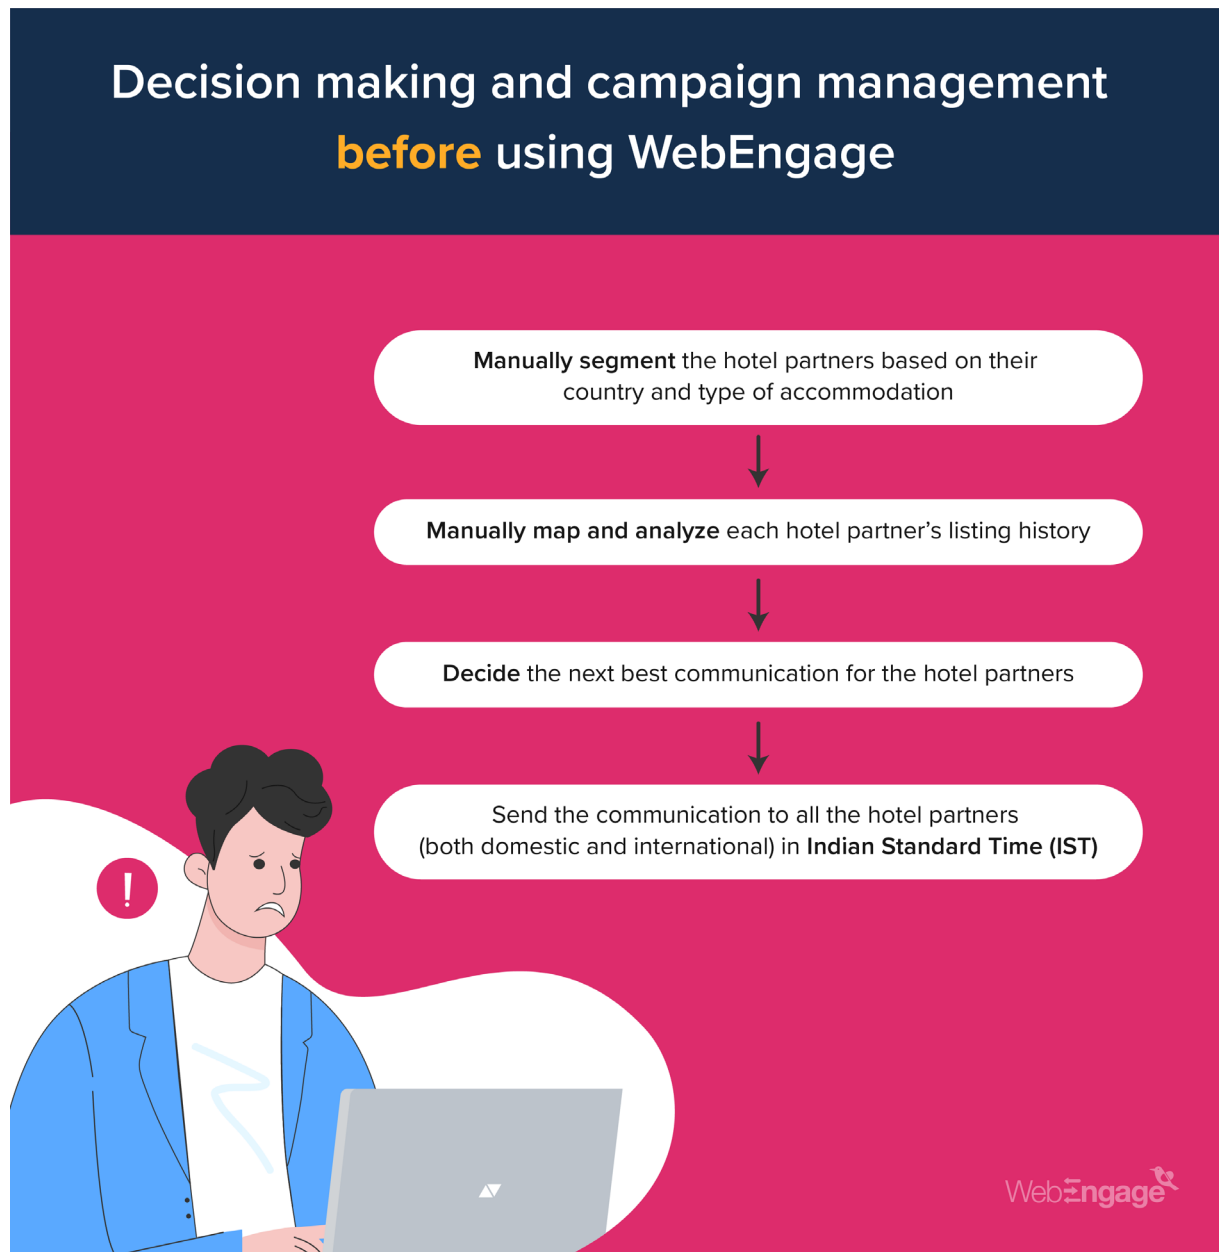 Decision making and campaign management
before using WebEngage
Manually segment the hotel partners based on their
country and type of accommodation
Manually map and analyze each hotel partner’s listing history
Decide the next best communication for the hotel partners
Send the communication to all the hotel partners
(both domestic and international) in Indian Standard Time (IST)
!
WebEngage